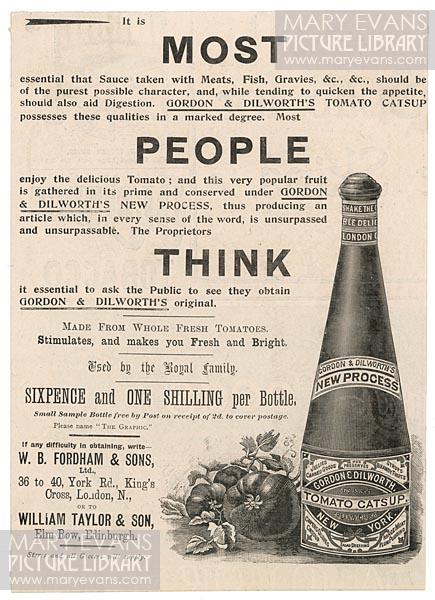 It is
MARY EVANS
PICTURE LIBRARY
www.maryevans.com
MOST
essential that Sauce taken with Meats, Fish, Gravies, &c., &c., should be
of the purest possible character, and, while tending to quicken the appetite,
should also aid Digestion. GORDON & DILWORTH'S TOMATO CATSUP
possesses these qualities in a marked degree. Most
PEOPLE
enjoy the delicious Tomato; and this very popular fruit
is gathered in its prime and conserved under GORDON
& DILWORTH'S NEW PROCESS, thus producing an
article which, in every sense of the word, is unsurpassed
and unsurpassable. The Proprietors
THINK
it essential to ask the Public to see they obtain
GORDON & DILWORTH'S original.
MADE FROM WHOLE FRESH TOMATOES.
Stimulates, and makes you Fresh and Bright.
Used by the Royal Family.
SIXPENCE and ONE SHILLING per Bottle.
Small Sample Bottle free by Post on receipt of 2d. to cover postage.
Please name "THE GRAPHIC."
If any difficulty in obtaining, write—
W. B. FORDHAM & SONS,
Ltd.,
36 to 40, York Rd., King's
Cross, London, N.,
OR TO
WILLIAM TAYLOR & SON,
Elm Row, Edinburgh.
SHAKE THE
LONDON
GORDON & DILWORTH'S
NEW PROCESS
GORDON & DILWORTH
TOMATO CATSUP
NEW YORK.
MARY EVANS
PICTURE LIBRARY
www.maryevans.com